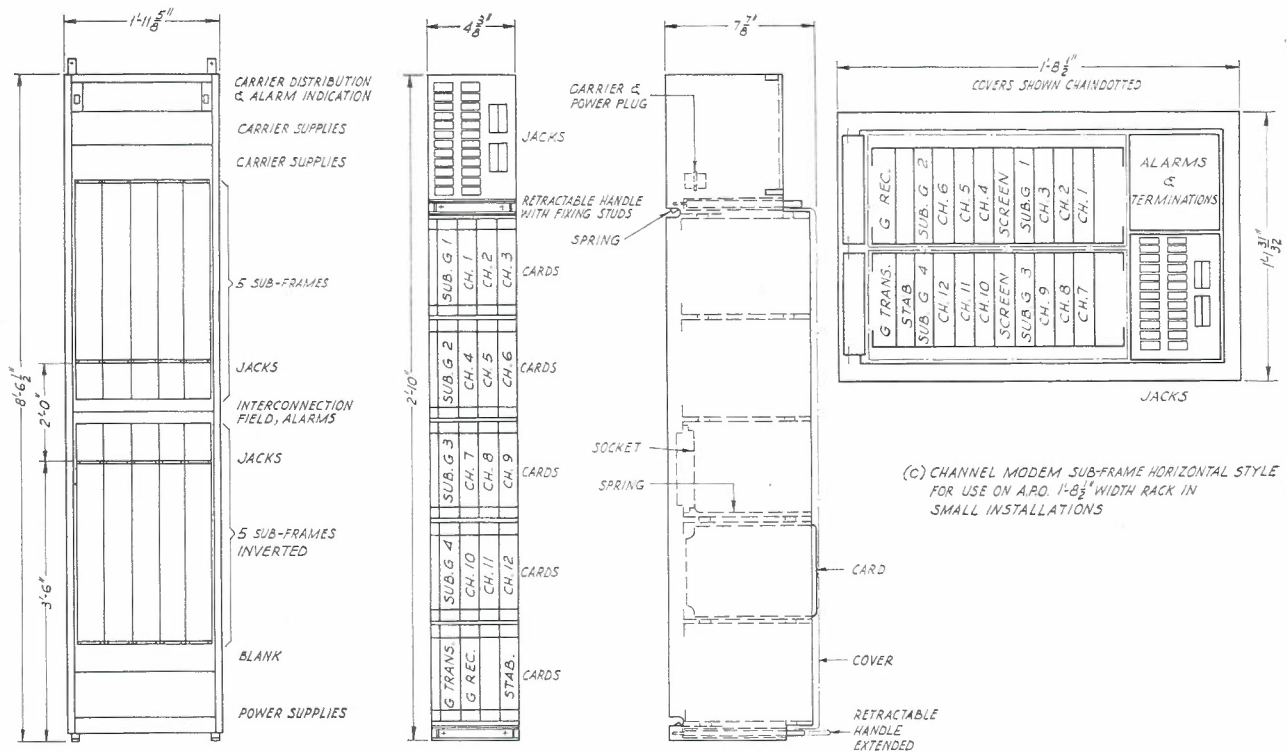 1'-11 5/8"
CARRIER DISTRIBUTION
& ALARM INDICATION
CARRIER SUPPLIES
CARRIER SUPPLIES
5 SUB-FRAMES
JACKS
INTERCONNECTION
FIELD, ALARMS
JACKS
5 SUB-FRAMES
INVERTED
BLANK
POWER SUPPLIES
8'-6 1/2"
2'-0"
3'-6"
4 3/8"
2'-10"
JACKS
RETRACTABLE HANDLE
WITH FIXING STUDS
SPRING
SUB. G 1
CH. 1
CH. 2
CH. 3
CARDS
SUB. G 2
CH. 4
CH. 5
CH. 6
CARDS
SUB. G 3
CH. 7
CH. 8
CH. 9
CARDS
SUB. G 4
CH. 10
CH. 11
CH. 12
CARDS
G TRANS.
G REC.
STAB.
CARDS
7 7/8"
CARRIER &
POWER PLUG
SOCKET
SPRING
CARD
COVER
RETRACTABLE
HANDLE
EXTENDED
1'-8 1/2"
COVERS SHOWN CHAINDOTTED
G REC.
SUB. G 2
CH. 6
CH. 5
CH. 4
SCREEN
SUB. G 1
CH. 3
CH. 2
CH. 1
ALARMS
&
TERMINATIONS
G TRANS.
STAB
SUB G 4
CH. 12
CH. 11
CH. 10
SCREEN
SUB G 3
CH. 9
CH. 8
CH. 7
1'-1 31/32"
JACKS
(C) CHANNEL MODEM SUB-FRAME HORIZONTAL STYLE
FOR USE ON A.P.O. 1'-8 1/2" WIDTH RACK IN
SMALL INSTALLATIONS